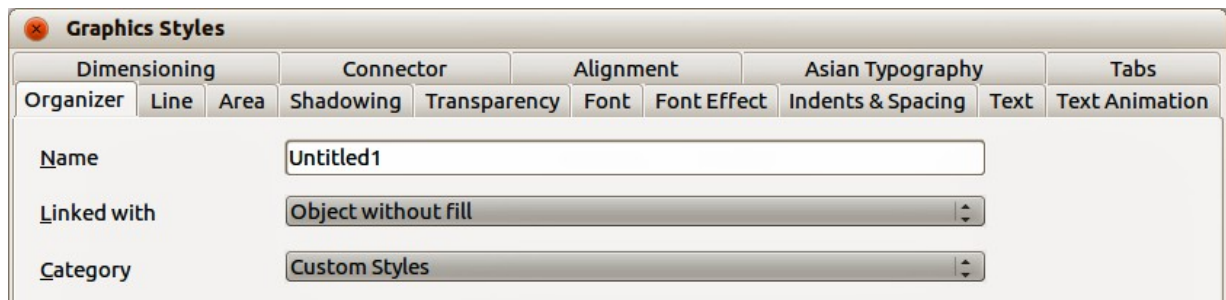 Graphics Styles
Dimensioning Connector Alignment Asian Typography Tabs
Organizer Line Area Shadowing Transparency Font Font Effect Indents & Spacing Text Text Animation
Name Untitled1
Linked with Object without fill
Category Custom Styles